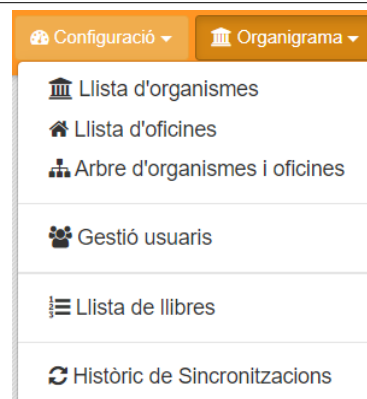 Configuració Organigrama
Llista d'organismes
Llista d'oficines
Arbre d'organismes i oficines
Gestió usuaris
Llista de llibres
Històric de Sincronitzacions